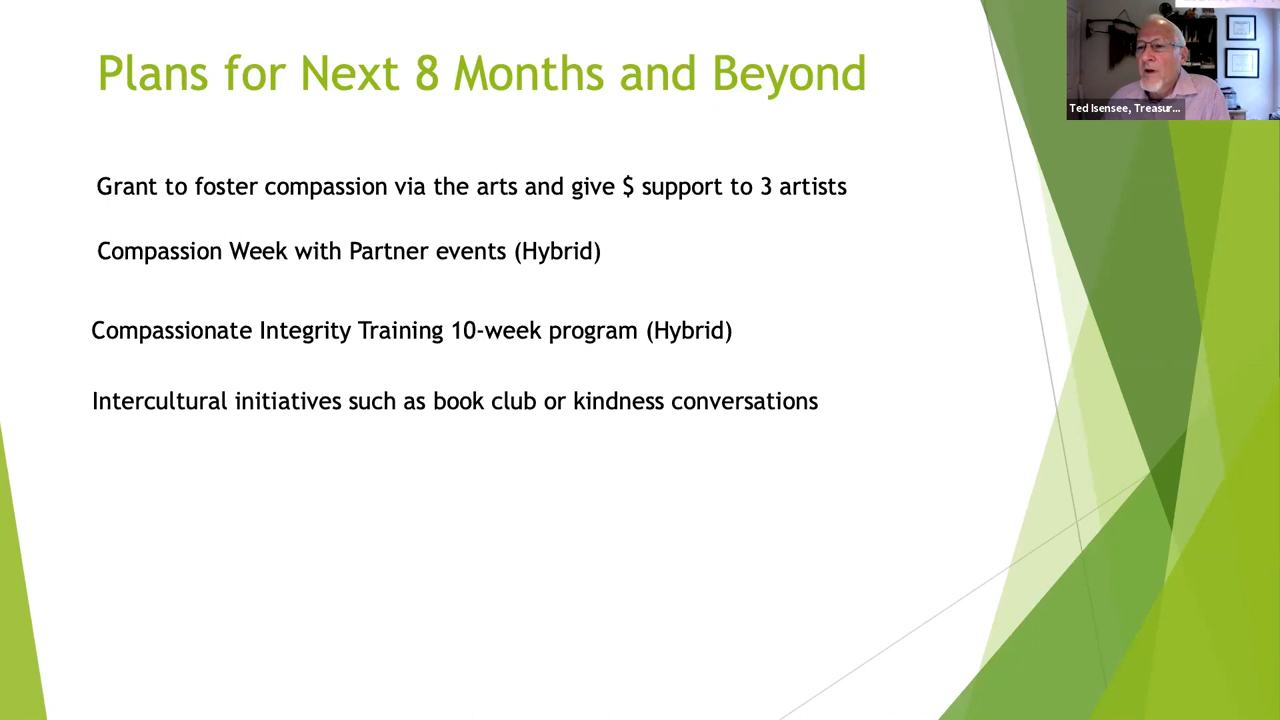 Plans for Next 8 Months and Beyond
Ted Isensee, Treasur...
Grant to foster compassion via the arts and give $ support to 3 artists
Compassion Week with Partner events (Hybrid)
Compassionate Integrity Training 10-week program (Hybrid)
Intercultural initiatives such as book club or kindness conversations